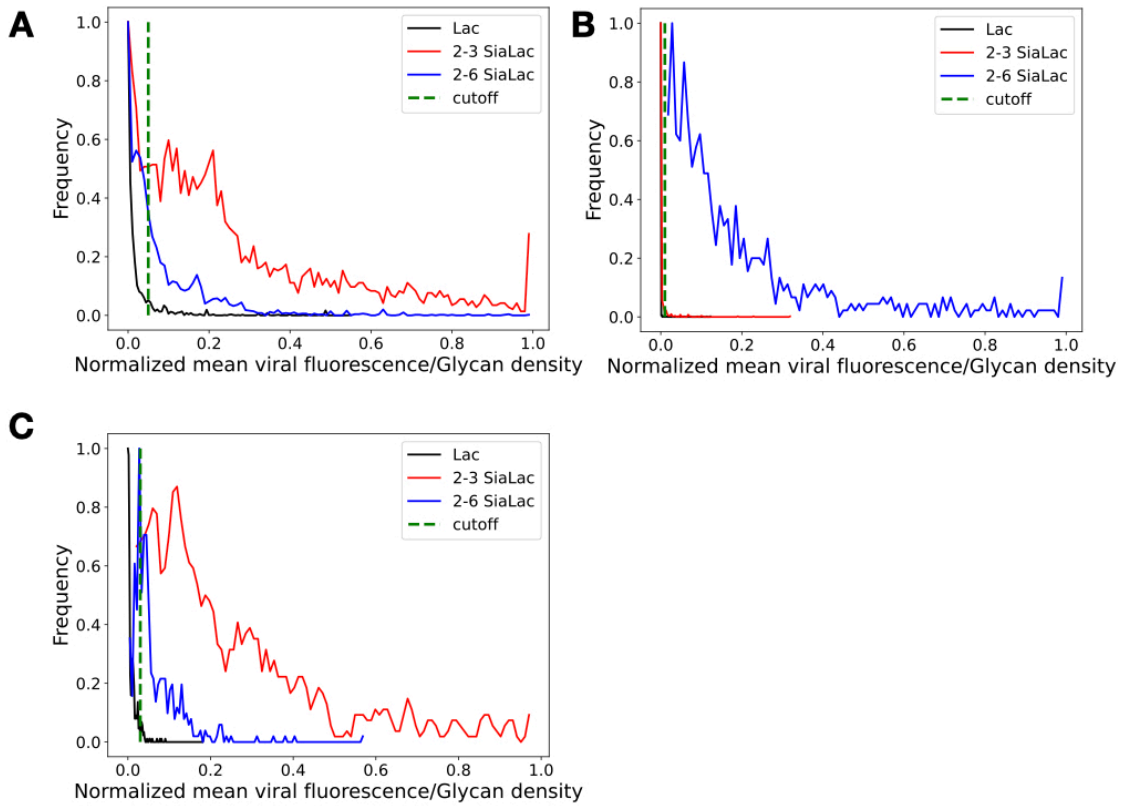 A
1.0
0.8
0.6
0.4
0.2
0.0
Frequency
Lac
2-3 SiaLac
2-6 SiaLac
cutoff
0.0 0.2 0.4 0.6 0.8 1.0
Normalized mean viral fluorescence/Glycan density
B
1.0
0.8
0.6
0.4
0.2
0.0
Frequency
Lac
2-3 SiaLac
2-6 SiaLac
cutoff
0.0 0.2 0.4 0.6 0.8 1.0
Normalized mean viral fluorescence/Glycan density
C
1.0
0.8
0.6
0.4
0.2
0.0
Frequency
Lac
2-3 SiaLac
2-6 SiaLac
cutoff
0.0 0.2 0.4 0.6 0.8 1.0
Normalized mean viral fluorescence/Glycan density